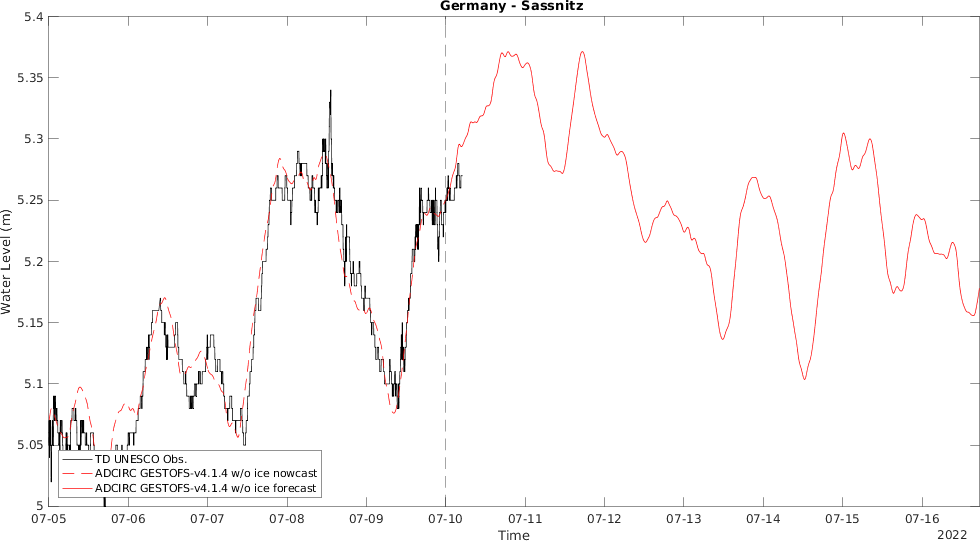 Germany - Sassnitz
5.4
5.35
5.3
5.25
5.2
5.15
5.1
5.05
5
Water Level (m)
TD UNESCO Obs.
ADCIRC GESTOFS-v4.1.4 w/o ice nowcast
ADCIRC GESTOFS-v4.1.4 w/o ice forecast
07-05 07-06 07-07 07-08 07-09 07-10 07-11 07-12 07-13 07-14 07-15 07-16
Time
2022